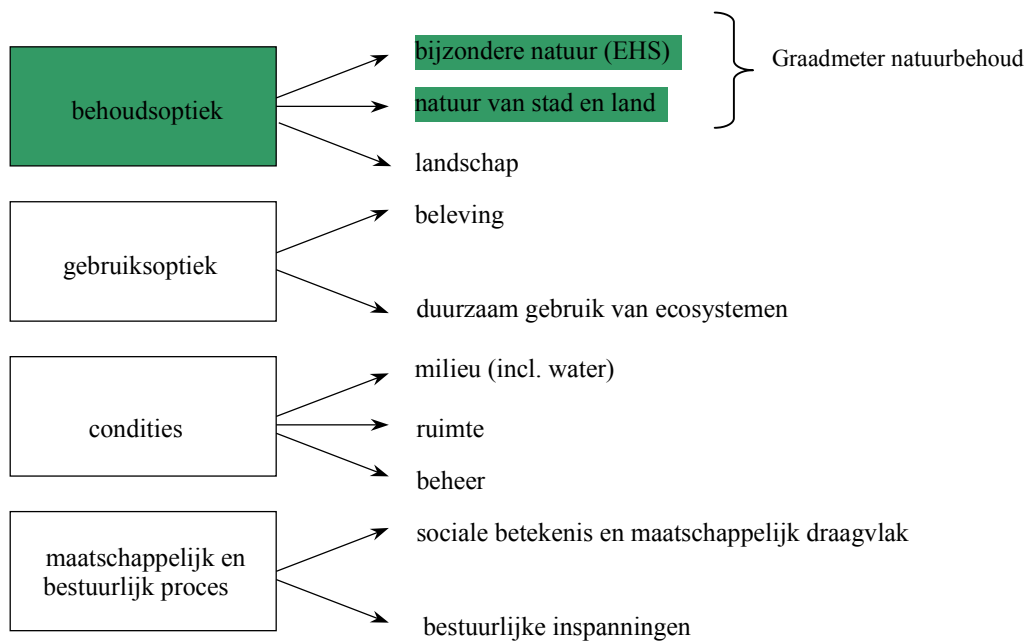 behoudsoptiek
bijzondere natuur (EHS)
natuur van stad en land
landschap
Graadmeter natuurbehoud
gebruiksoptiek
beleving
duurzaam gebruik van ecosystemen
condities
milieu (incl. water)
ruimte
beheer
maatschappelijk en
bestuurlijk proces
sociale betekenis en maatschappelijk draagvlak
bestuurlijke inspanningen